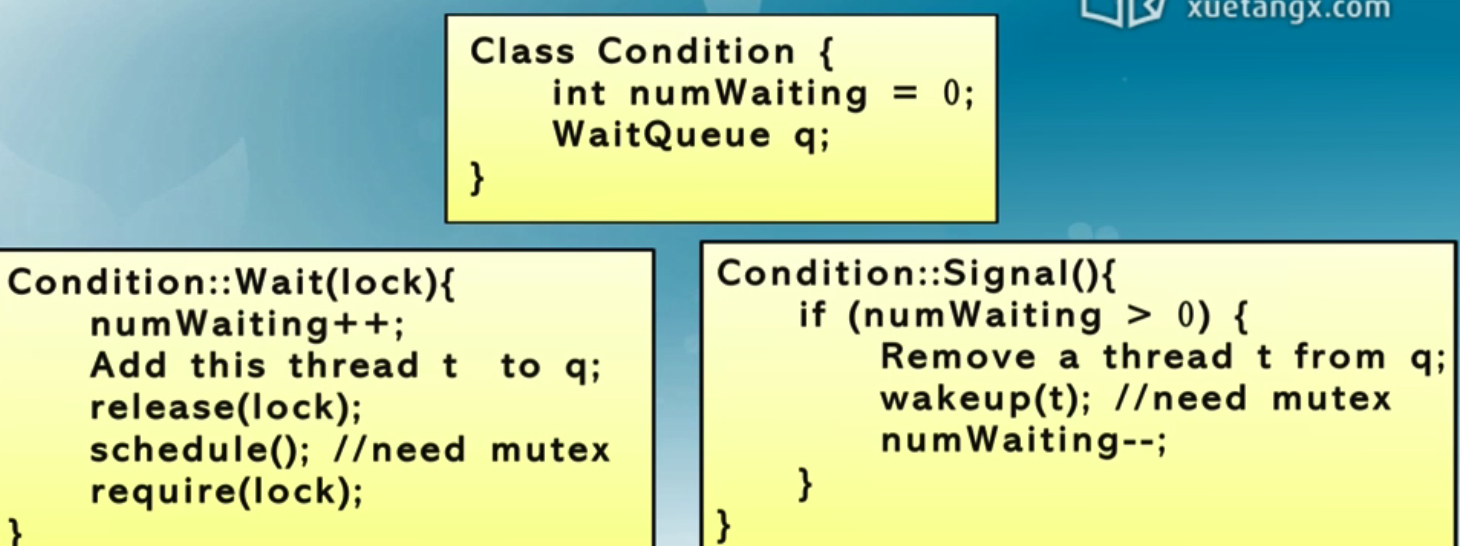 xuetangx.com
Class Condition {
    int numWaiting = 0;
    WaitQueue q;
}
Condition::Wait(lock){
    numWaiting++;
    Add this thread t  to q;
    release(lock);
    schedule(); //need mutex
    require(lock);
}
Condition::Signal(){
    if (numWaiting > 0) {
        Remove a thread t from q;
        wakeup(t); //need mutex
        numWaiting--;
    }
}